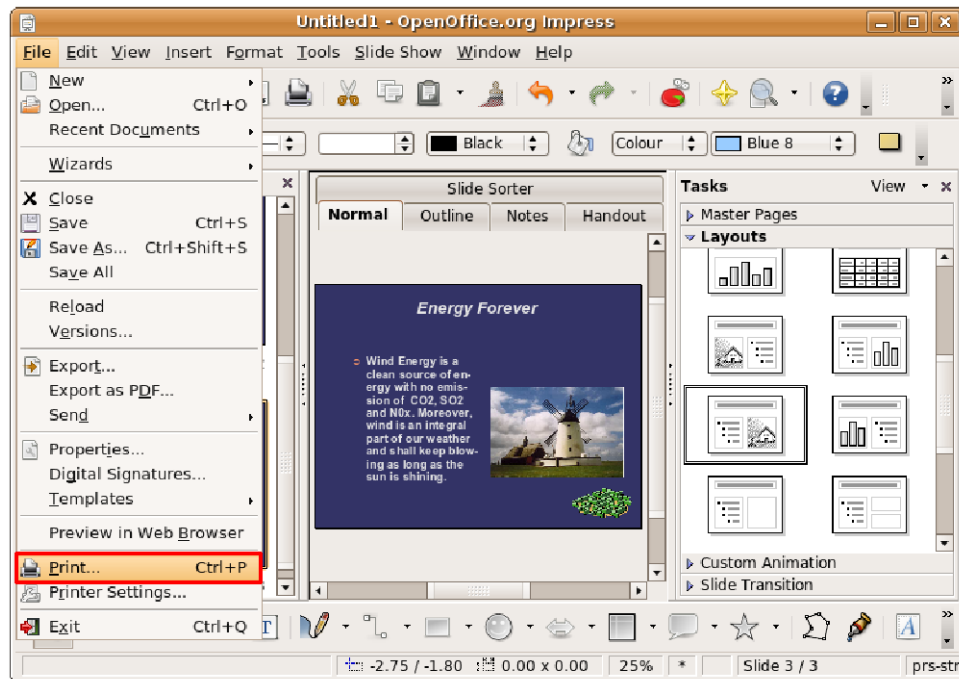 Untitled1 - OpenOffice.org Impress
File Edit View Insert Format Tools Slide Show Window Help
New
Open... Ctrl+O
Recent Documents
Wizards
Close
Save Ctrl+S
Save As... Ctrl+Shift+S
Save All
Reload
Versions...
Export...
Export as PDF...
Send
Properties...
Digital Signatures...
Templates
Preview in Web Browser
Print... Ctrl+P
Printer Settings...
Exit Ctrl+Q
Black Colour Blue 8
Slide Sorter
Normal Outline Notes Handout
Energy Forever
Wind Energy is a
clean source of en-
ergy with no emis-
sion of CO2, SO2
and N0x. Moreover,
wind is an integral
part of our weather
and shall keep blow-
ing as long as the
sun is shining.
Tasks View
Master Pages
Layouts
Custom Animation
Slide Transition
-2.75 / -1.80 0.00 x 0.00 25% * Slide 3 / 3 prs-str